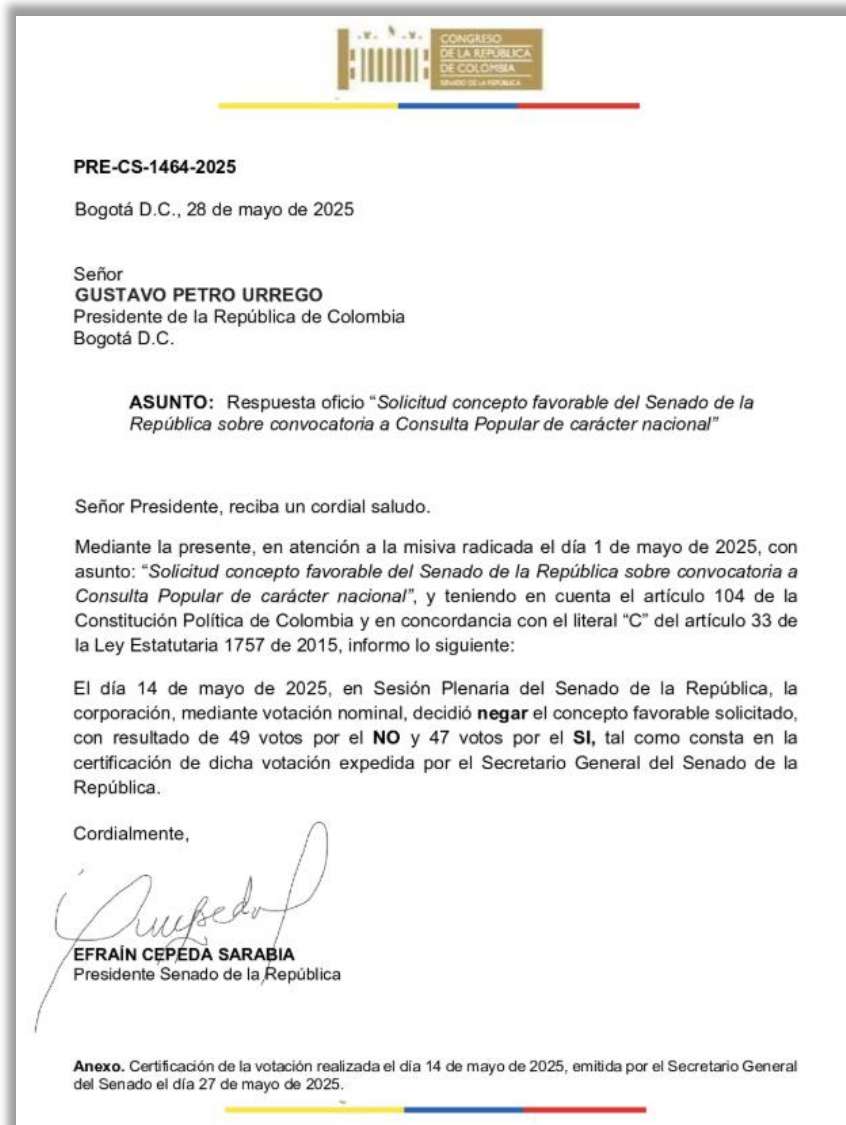 CONGRESO
DE LA REPÚBLICA
DE COLOMBIA
SENADO DE LA REPÚBLICA
PRE-CS-1464-2025
Bogotá D.C., 28 de mayo de 2025
Señor
GUSTAVO PETRO URREGO
Presidente de la República de Colombia
Bogotá D.C.
ASUNTO: Respuesta oficio “Solicitud concepto favorable del Senado de la
República sobre convocatoria a Consulta Popular de carácter nacional”
Señor Presidente, reciba un cordial saludo.
Mediante la presente, en atención a la misiva radicada el día 1 de mayo de 2025, con
asunto: “Solicitud concepto favorable del Senado de la República sobre convocatoria a
Consulta Popular de carácter nacional”, y teniendo en cuenta el artículo 104 de la
Constitución Política de Colombia y en concordancia con el literal “C” del artículo 33 de
la Ley Estatutaria 1757 de 2015, informo lo siguiente:
El día 14 de mayo de 2025, en Sesión Plenaria del Senado de la República, la
corporación, mediante votación nominal, decidió negar el concepto favorable solicitado,
con resultado de 49 votos por el NO y 47 votos por el SI, tal como consta en la
certificación de dicha votación expedida por el Secretario General del Senado de la
República.
Cordialmente,
EFRAÍN CEPEDA SARABIA
Presidente Senado de la República
Anexo. Certificación de la votación realizada el día 14 de mayo de 2025, emitida por el Secretario General
del Senado el día 27 de mayo de 2025.